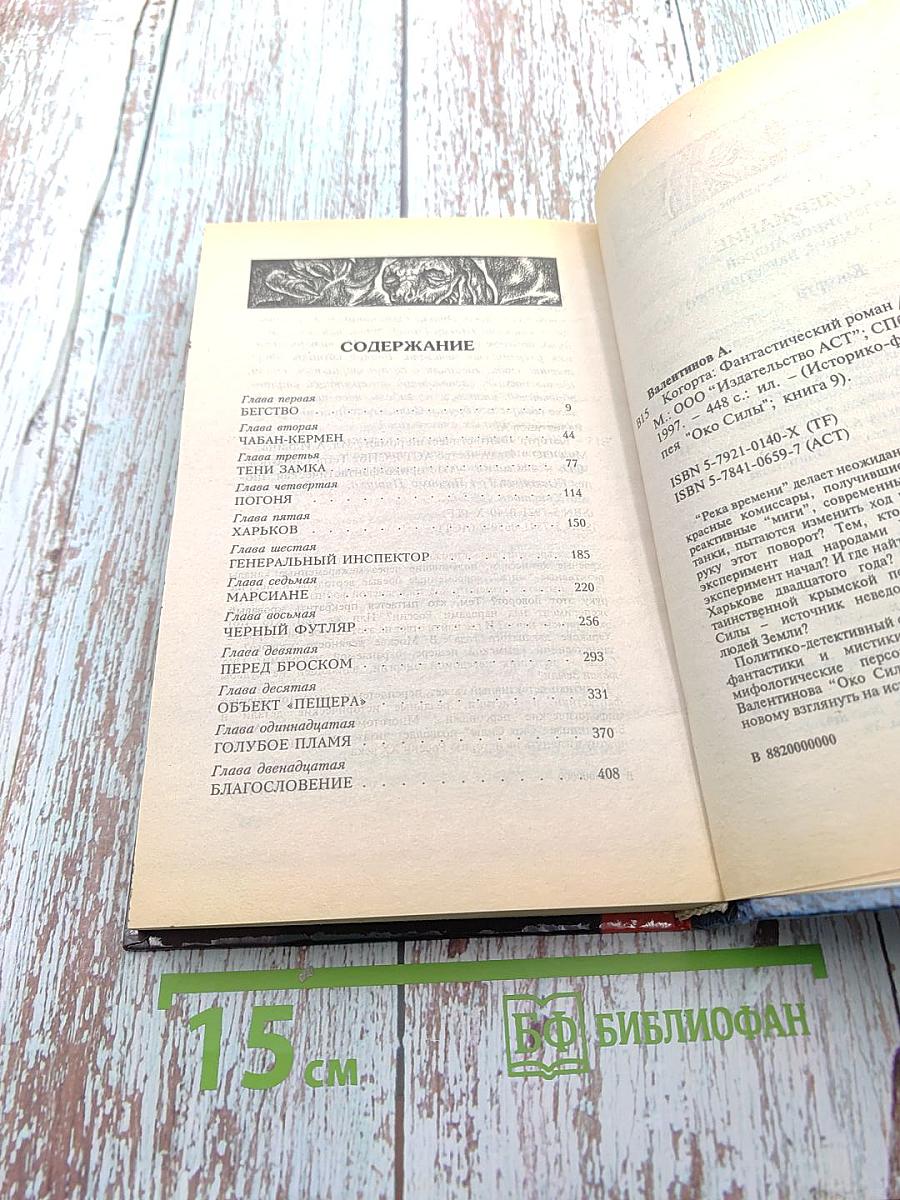 СОДЕРЖАНИЕ
Глава первая
БЕГСТВО 9
Глава вторая
ЧАБАН-КЕРМЕН 44
Глава третья
ТЕНИ ЗАМКА 77
Глава четвертая
ПОГОНЯ 114
Глава пятая
ХАРЬКОВ 150
Глава шестая
ГЕНЕРАЛЬНЫЙ ИНСПЕКТОР 185
Глава седьмая
МАРСИАНЕ 220
Глава восьмая
ЧЕРНЫЙ ФУТЛЯР 256
Глава девятая
ПЕРЕД БРОСКОМ 293
Глава десятая
ОБЪЕКТ «ПЕЩЕРА» 331
Глава одиннадцатая
ГОЛУБОЕ ПЛАМЯ 370
Глава двенадцатая
БЛАГОСЛОВЕНИЕ 408
Валентинов А.
В15 Когорта: Фантастический роман /
М.: ООО "Издательство АСТ"; СПб
1997. – 448 с.: ил. – (Историко-ф
пея "Око Силы"; книга 9).
ISBN 5-7921-0140-X (TF)
ISBN 5-7841-0659-7 (АСТ)
"Река времени" делает неожидан
красные комиссары, получившие
реактивные "миги", современны
танки, пытаются изменить ход
руку этот поворот? Тем, кто
эксперимент над народами
эксперимент начал? И где найт
Харькове двадцатого года?
таинственной крымской пе
Силы – источник неведо
людей Земли?
Политико-детективный
фантастики и мистики
мифологические персо
Валентинова "Око Сил
новому взглянуть на ис
В 8820000000
15 см
БФ БИБЛИОФАН